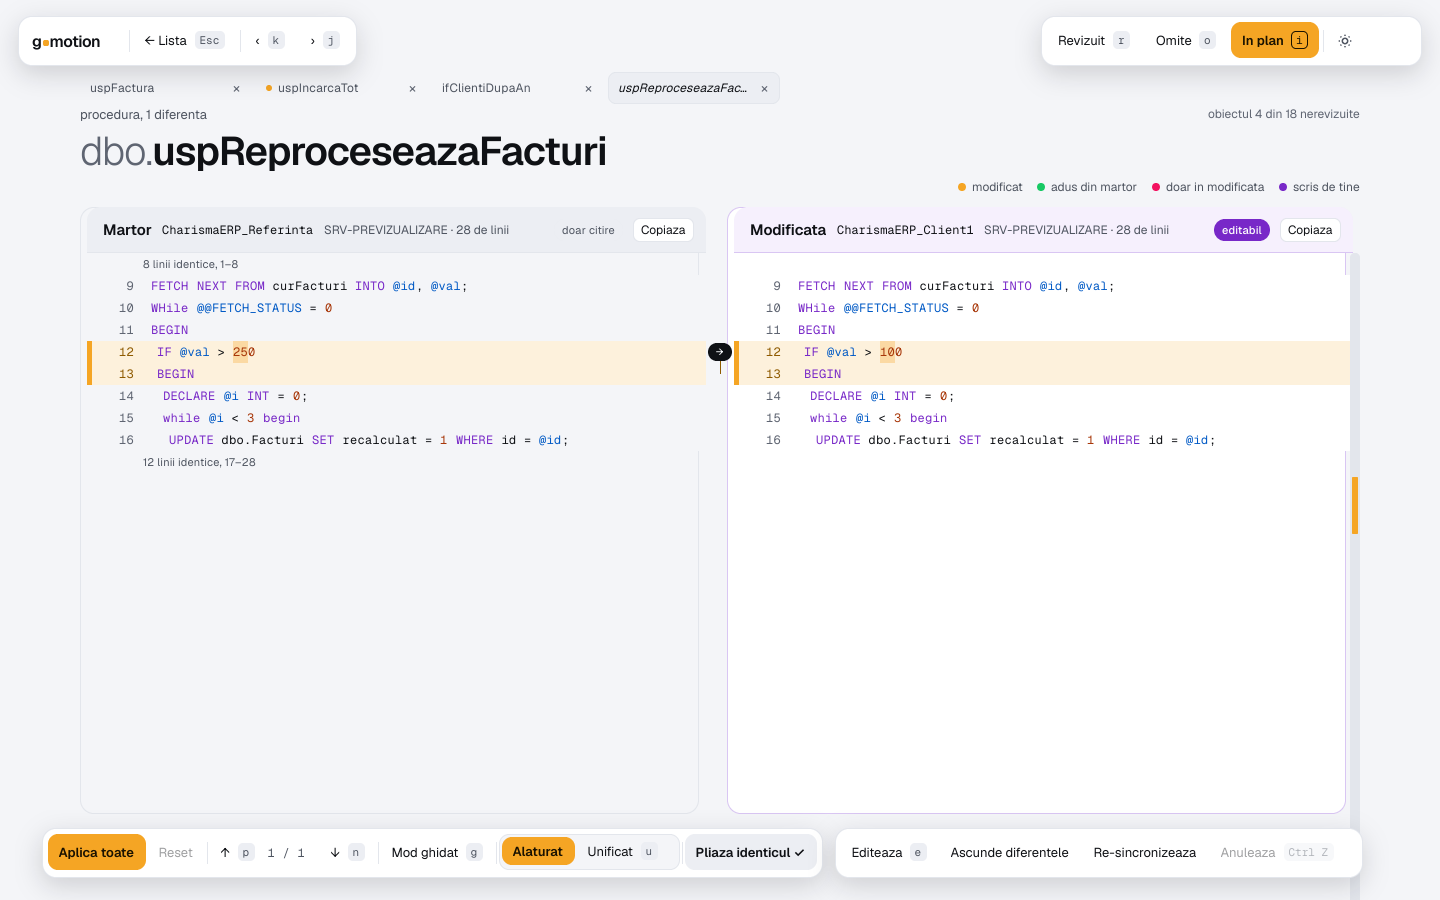 gomotion ← Lista Esc ‹ k › j Revizuit r Omite o In plan i
uspFactura × uspIncarcaTot × ifClientiDupaAn × uspReproceseazaFac… ×
procedura, 1 diferenta obiectul 4 din 18 nerevizuite
dbo.uspReproceseazaFacturi
modificat adus din martor doar in modificata scris de tine
Martor CharismaERP_Referinta SRV-PREVIZUALIZARE · 28 de linii doar citire Copiaza
8 linii identice, 1–8
9 FETCH NEXT FROM curFacturi INTO @id, @val;
10 WHile @@FETCH_STATUS = 0
11 BEGIN
12 IF @val > 250
13 BEGIN
14 DECLARE @i INT = 0;
15 while @i < 3 begin
16 UPDATE dbo.Facturi SET recalculat = 1 WHERE id = @id;
12 linii identice, 17–28
→
Modificata CharismaERP_Client1 SRV-PREVIZUALIZARE · 28 de linii editabil Copiaza
9 FETCH NEXT FROM curFacturi INTO @id, @val;
10 WHile @@FETCH_STATUS = 0
11 BEGIN
12 IF @val > 100
13 BEGIN
14 DECLARE @i INT = 0;
15 while @i < 3 begin
16 UPDATE dbo.Facturi SET recalculat = 1 WHERE id = @id;
Aplica toate Reset ↑ p 1 / 1 ↓ n Mod ghidat g Alaturat Unificat u Pliaza identicul ✓ Editeaza e Ascunde diferentele Re-sincronizeaza Anuleaza Ctrl Z